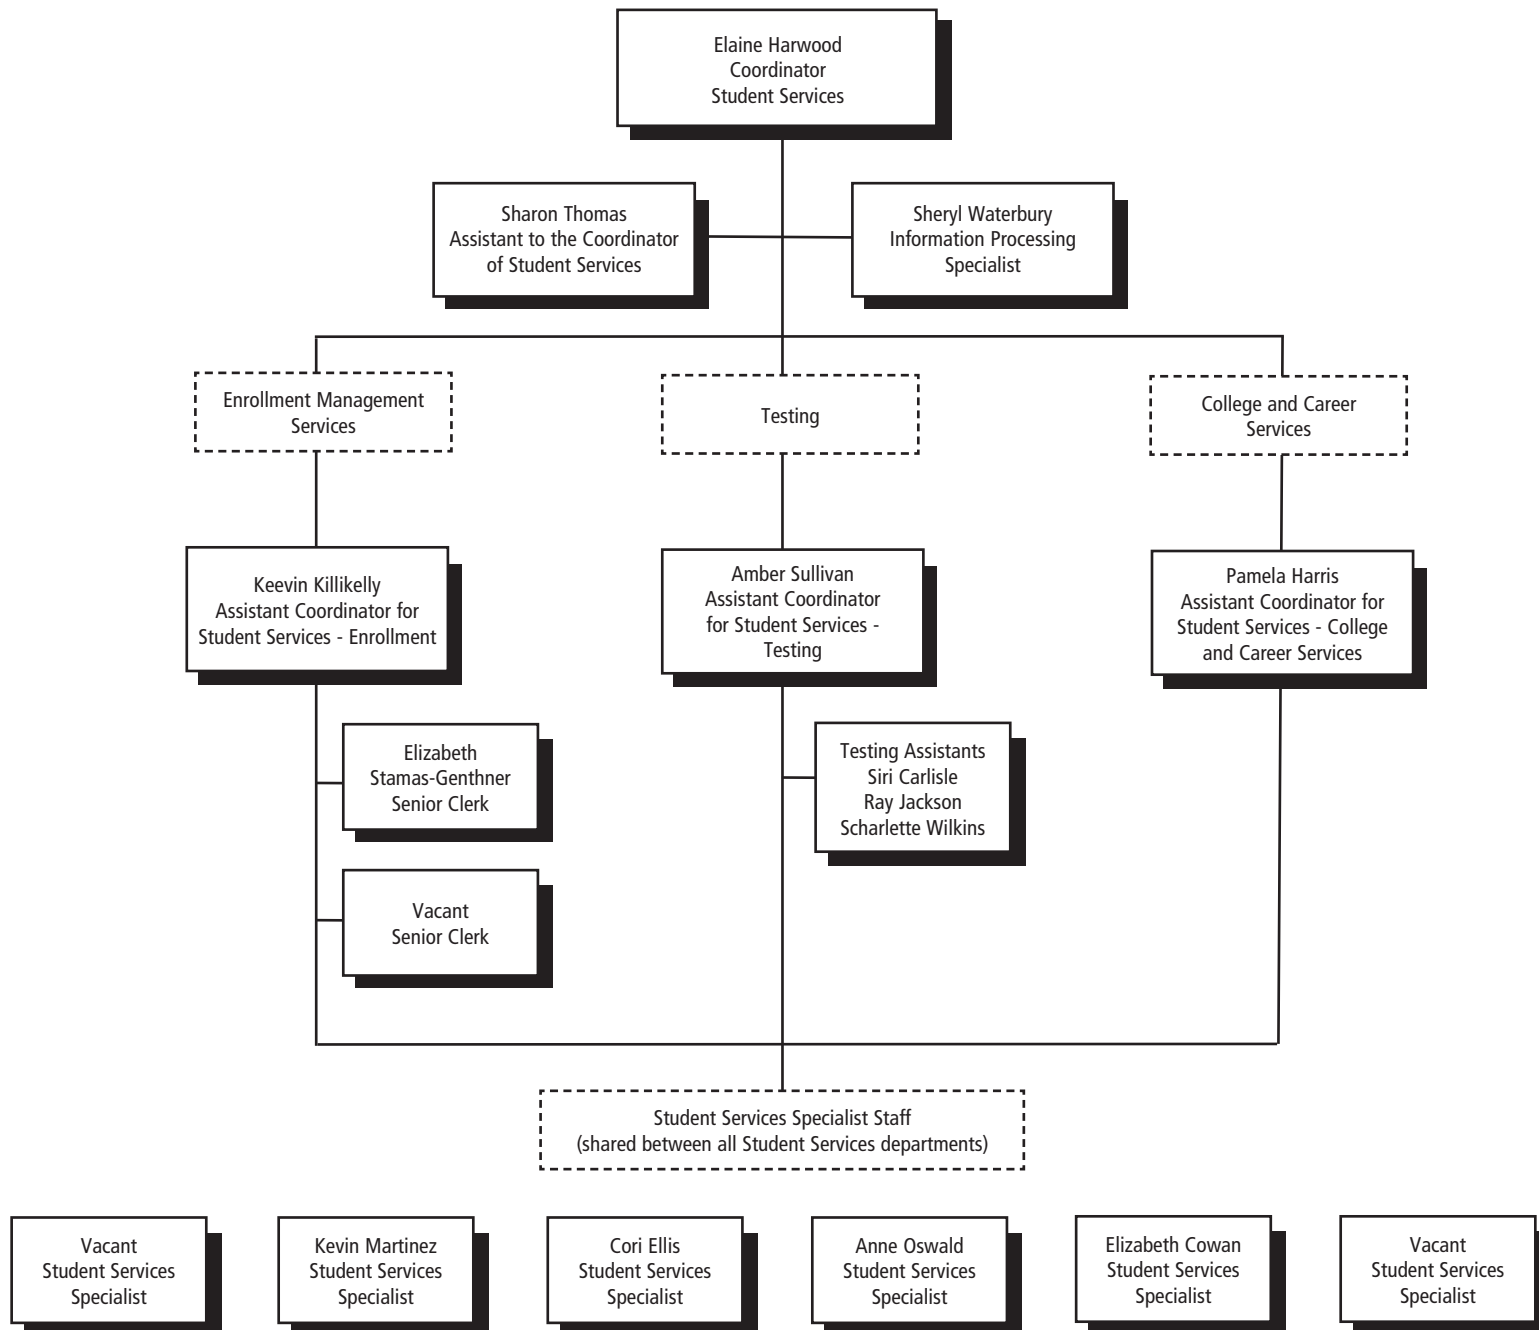 Elaine Harwood
Coordinator
Student Services
Sharon Thomas
Assistant to the Coordinator
of Student Services
Sheryl Waterbury
Information Processing
Specialist
Enrollment Management
Services
Testing
College and Career
Services
Keevin Killikelly
Assistant Coordinator for
Student Services - Enrollment
Amber Sullivan
Assistant Coordinator
for Student Services -
Testing
Pamela Harris
Assistant Coordinator for
Student Services - College
and Career Services
Elizabeth
Stamas-Genthner
Senior Clerk
Testing Assistants
Siri Carlisle
Ray Jackson
Scharlette Wilkins
Vacant
Senior Clerk
Student Services Specialist Staff
(shared between all Student Services departments)
Vacant
Student Services
Specialist
Kevin Martinez
Student Services
Specialist
Cori Ellis
Student Services
Specialist
Anne Oswald
Student Services
Specialist
Elizabeth Cowan
Student Services
Specialist
Vacant
Student Services
Specialist